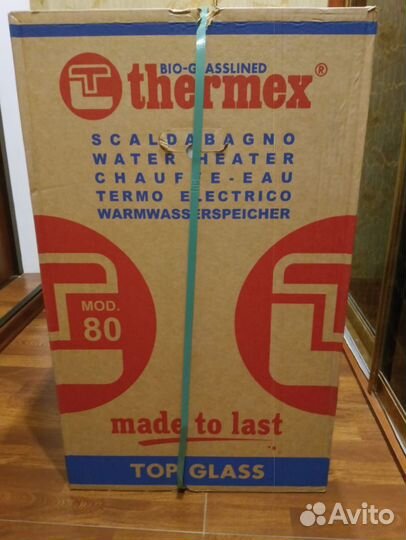 BIO-GLASSLINED
thermex®
SCALDABAGNO
WATER HEATER
CHAUFFE-EAU
TERMO ELECTRICO
WARMWASSERSPEICHER
MOD.
80
made to last
TOP GLASS
Avito